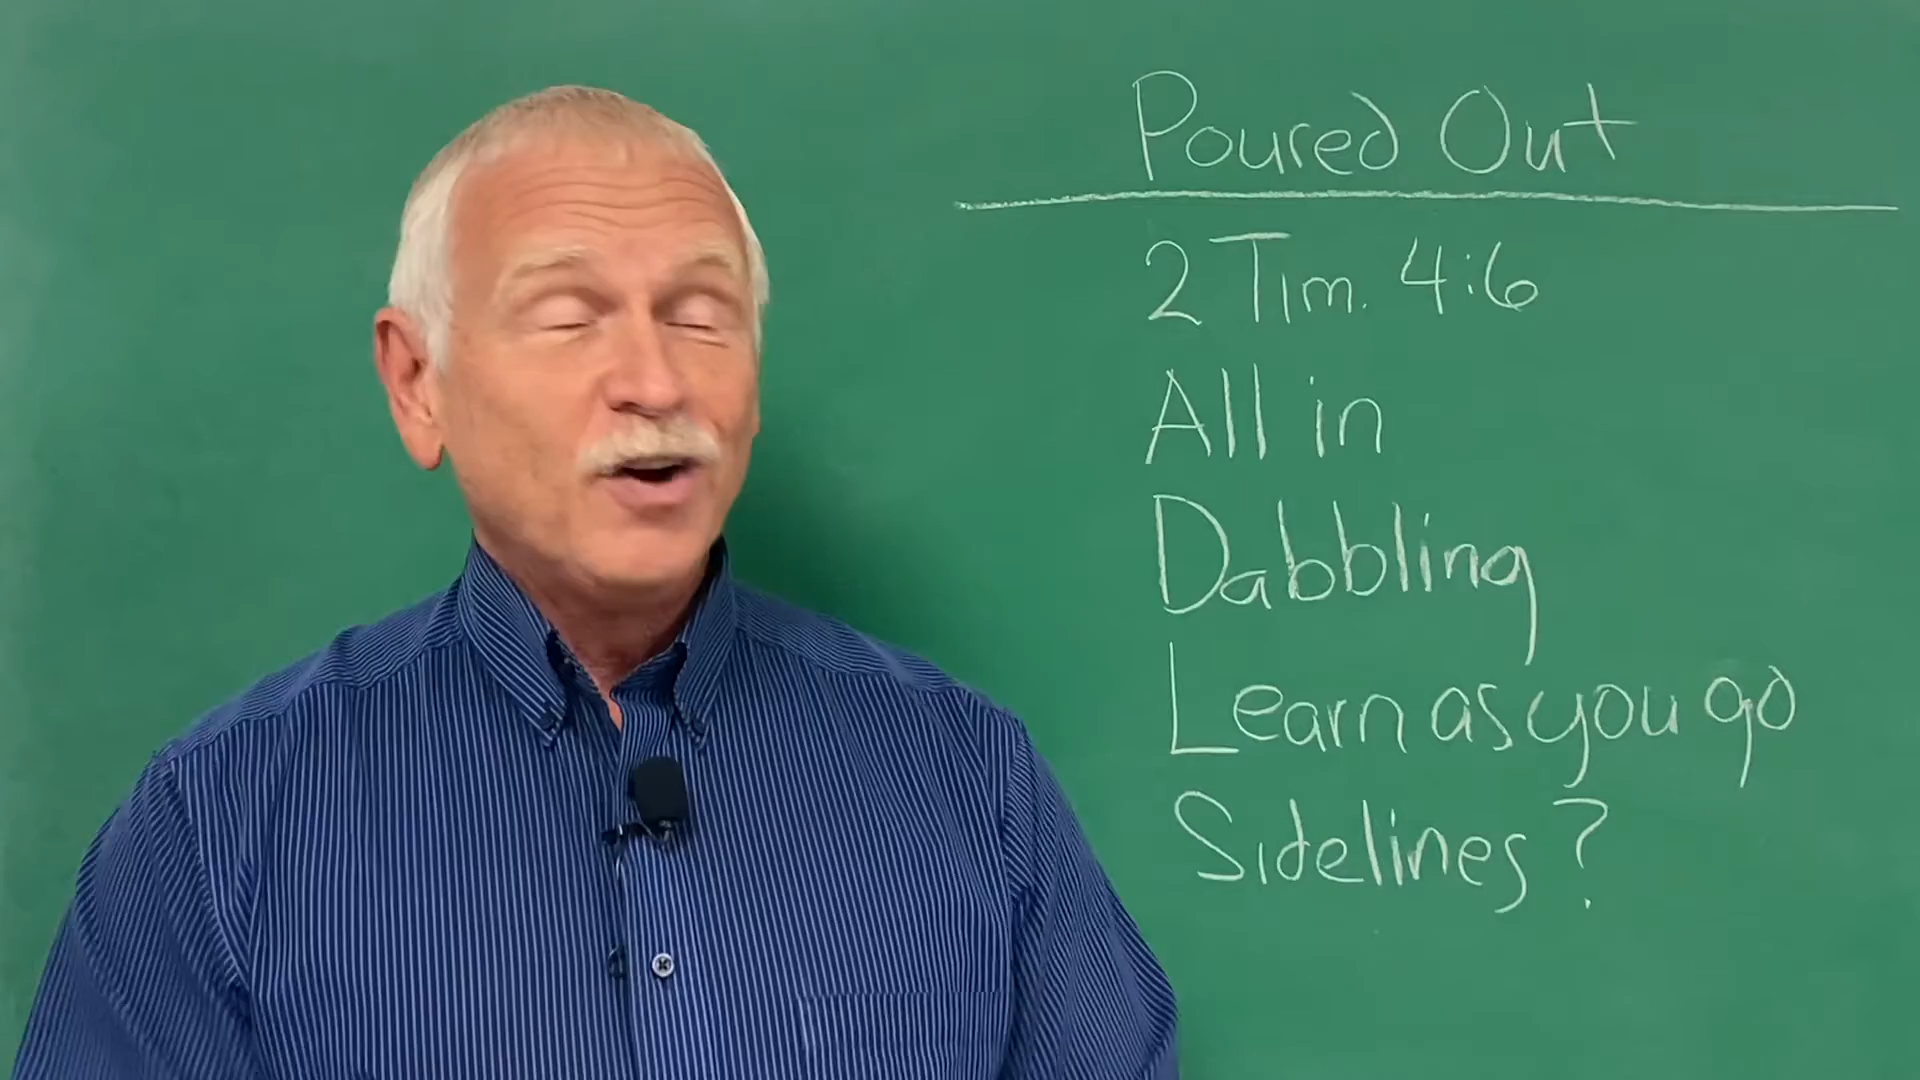 Poured Out
2 Tim. 4:6
All in
Dabbling
Learn as you go
Sidelines?